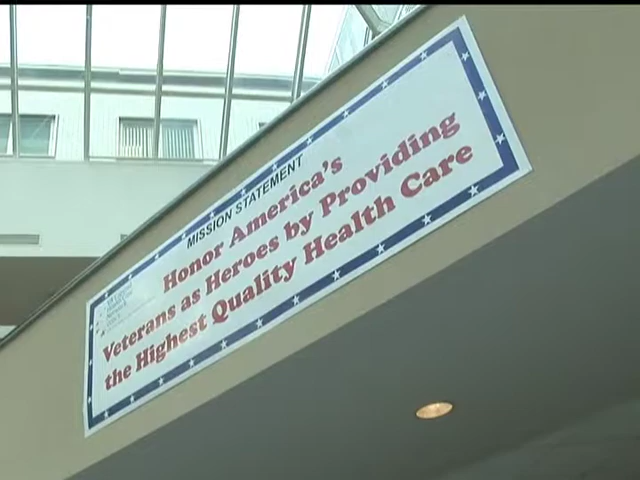 MISSION STATEMENT
Honor America's
Veterans as Heroes by Providing
the Highest Quality Health Care